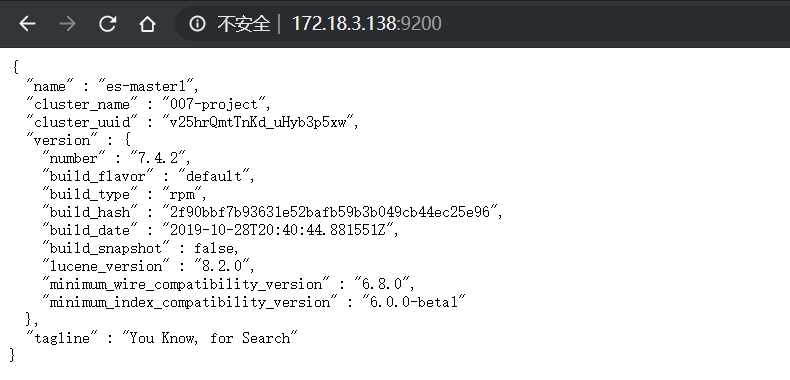 不安全 | 172.18.3.138:9200
{
"name" : "es-master1",
"cluster_name" : "007-project",
"cluster_uuid" : "v25hrQmtTnKd_uHyb3p5xw",
"version" : {
"number" : "7.4.2",
"build_flavor" : "default",
"build_type" : "rpm",
"build_hash" : "2f90bbf7b93631e52bafb59b3b049cb44ec25e96",
"build_date" : "2019-10-28T20:40:44.881551Z",
"build_snapshot" : false,
"lucene_version" : "8.2.0",
"minimum_wire_compatibility_version" : "6.8.0",
"minimum_index_compatibility_version" : "6.0.0-beta1"
},
"tagline" : "You Know, for Search"
}